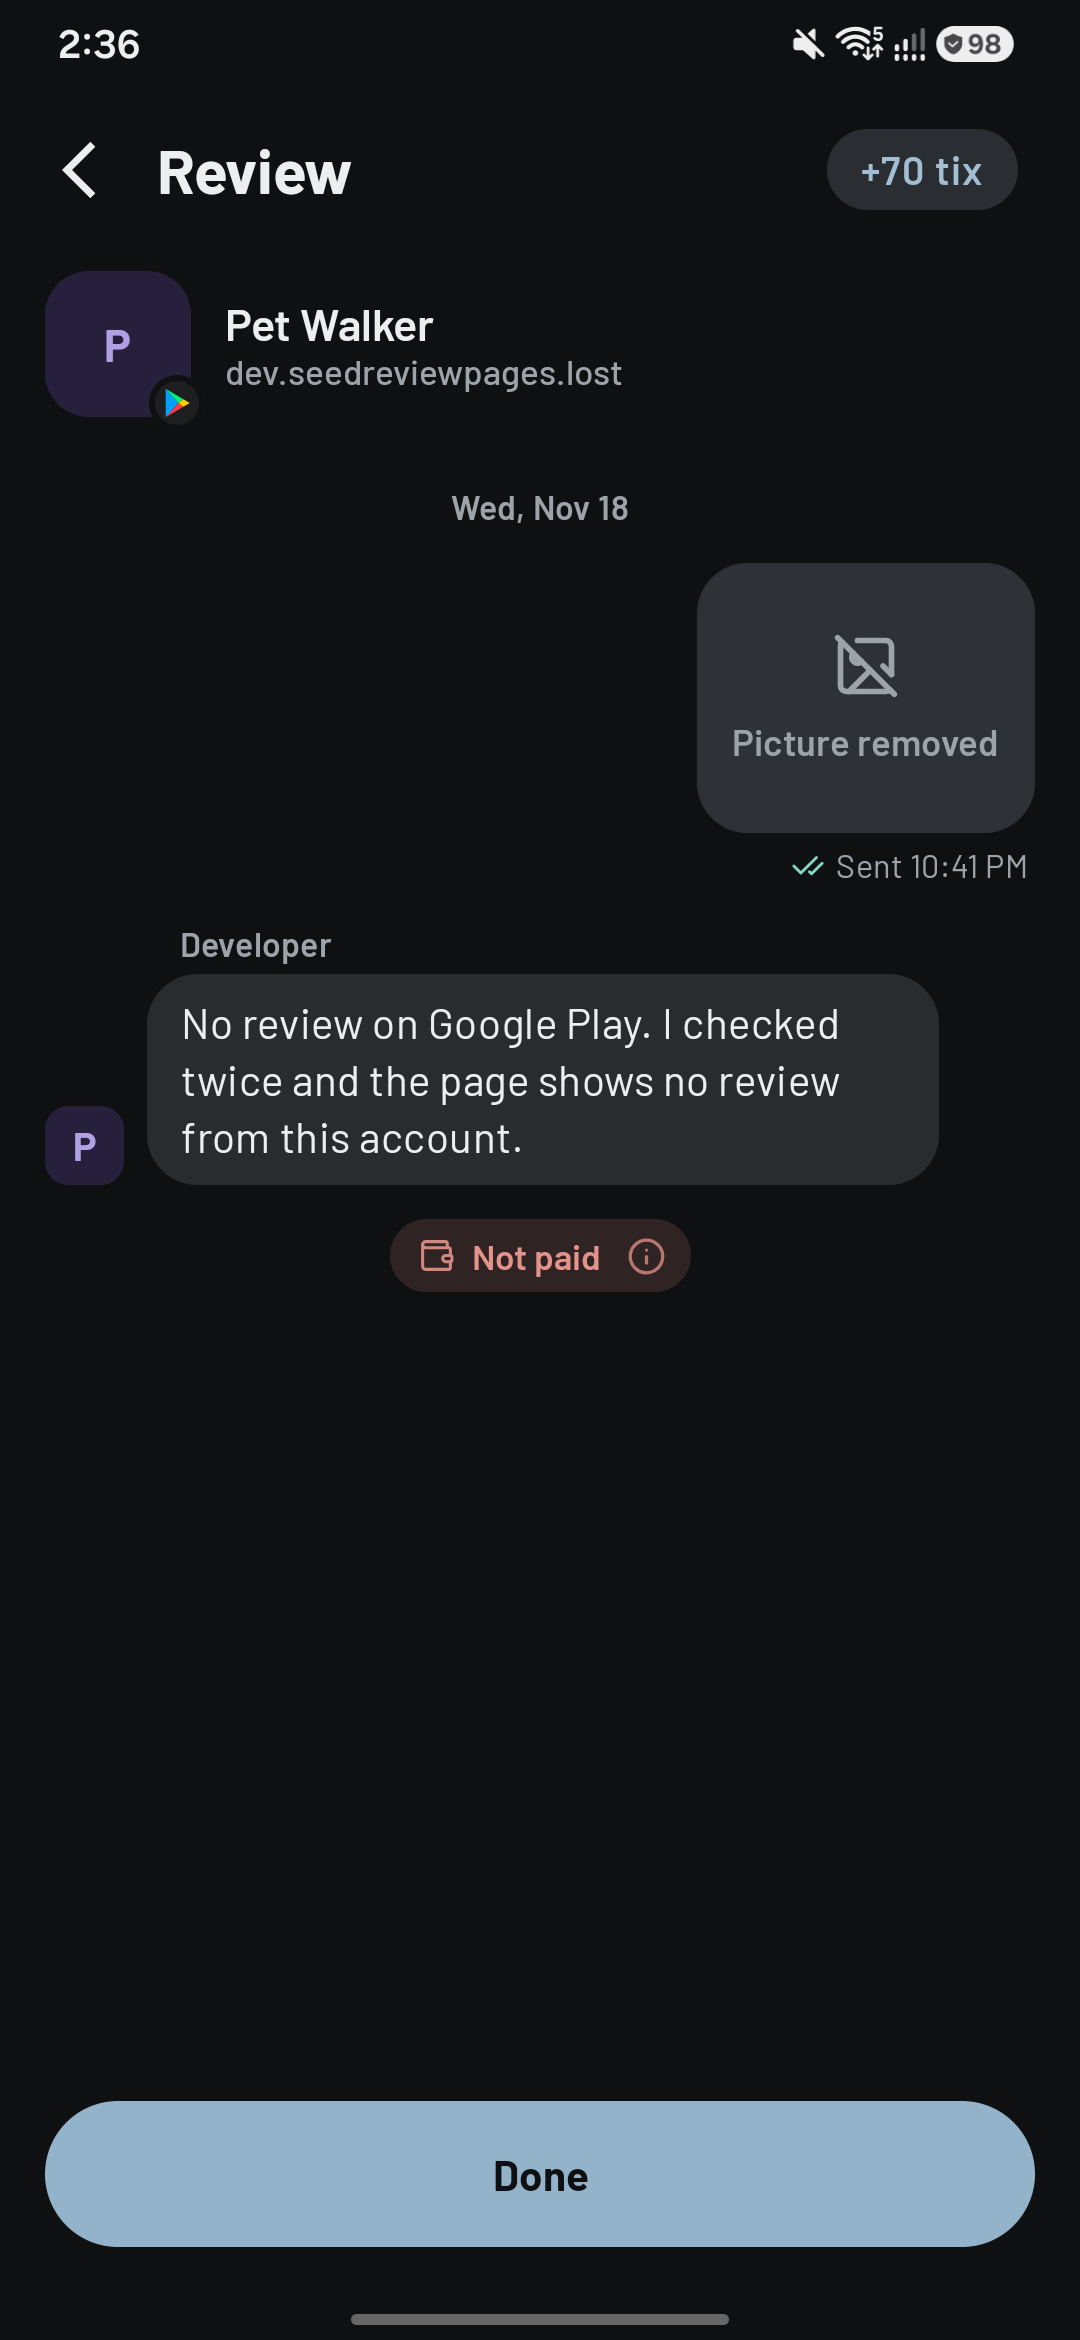 2:36
5
98
Review
+70 tix
P
Pet Walker
dev.seedreviewpages.lost
Wed, Nov 18
Picture removed
Sent 10:41 PM
Developer
No review on Google Play. I checked
twice and the page shows no review
from this account.
P
Not paid
Done